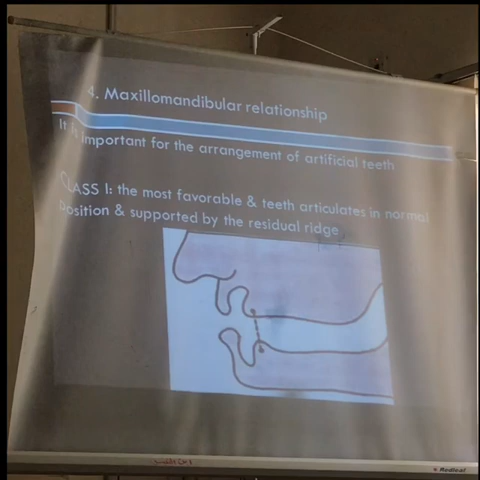 4. Maxillomandibular relationship
It is important for the arrangement of artificial teeth
CLASS I: the most favorable & teeth articulates in normal
position & supported by the residual ridge
Redleaf